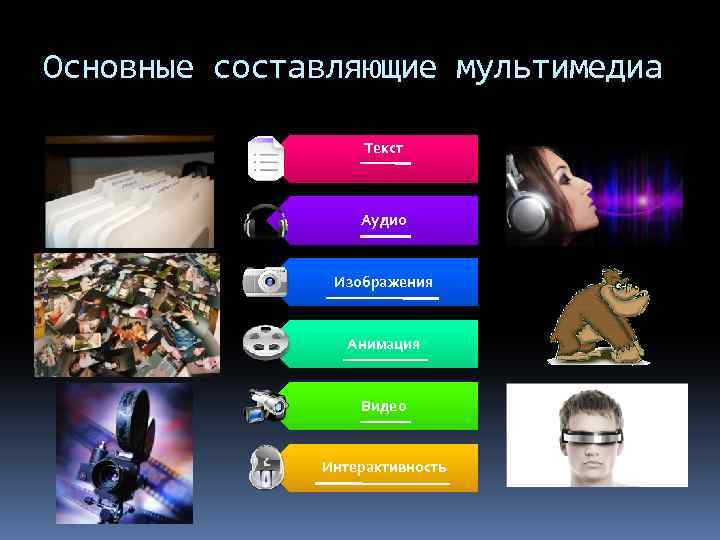 Основные составляющие мультимедиа
Текст
Аудио
Изображения
Анимация
Видео
Интерактивность